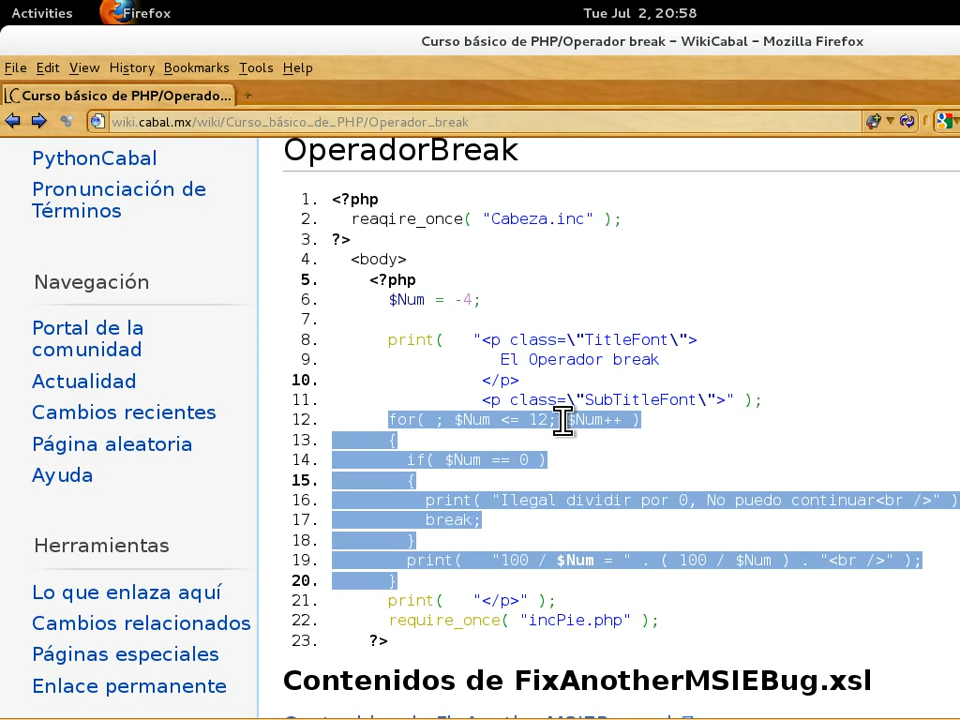 Activities Firefox Tue Jul 2, 20:58
Curso básico de PHP/Operador break - WikiCabal - Mozilla Firefox
File Edit View History Bookmarks Tools Help
Curso básico de PHP/Operado... +
wiki.cabal.mx/wiki/Curso_básico_de_PHP/Operador_break
PythonCabal
Pronunciación de
Términos
Navegación
Portal de la
comunidad
Actualidad
Cambios recientes
Página aleatoria
Ayuda
Herramientas
Lo que enlaza aquí
Cambios relacionados
Páginas especiales
Enlace permanente
OperadorBreak
1. <?php
2. reaqire_once( "Cabeza.inc" );
3. ?>
4. <body>
5. <?php
6. $Num = -4;
7.
8. print( "<p class=\"TitleFont\">
9. El Operador break
10. </p>
11. <p class=\"SubTitleFont\">" );
12. for( ; $Num <= 12; $Num++ )
13. {
14. if( $Num == 0 )
15. {
16. print( "Ilegal dividir por 0, No puedo continuar<br />" )
17. break;
18. }
19. print( "100 / $Num = " . ( 100 / $Num ) . "<br />" );
20. }
21. print( "</p>" );
22. require_once( "incPie.php" );
23. ?>
Contenidos de FixAnotherMSIEBug.xsl